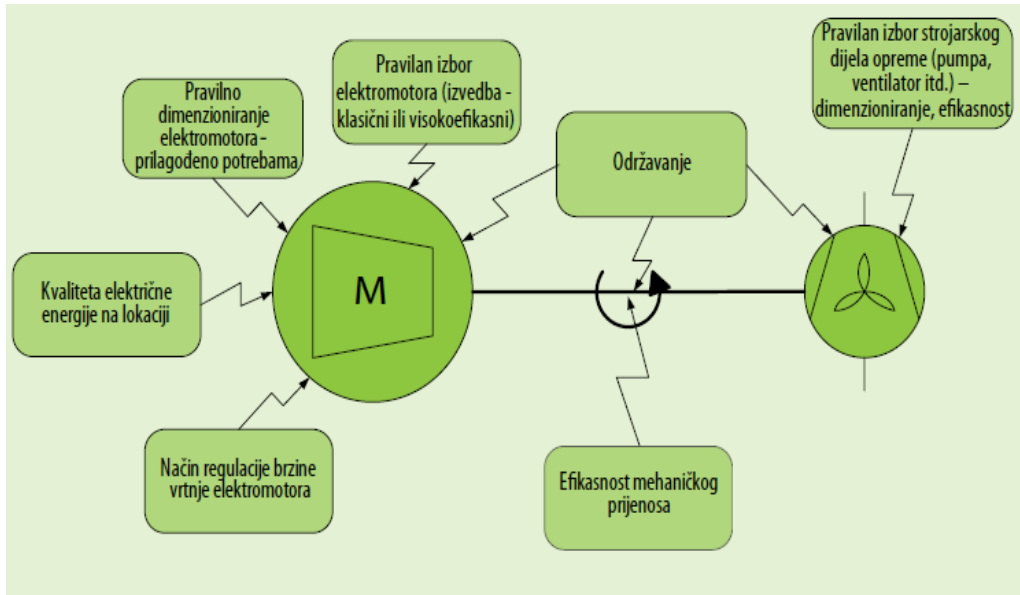 Pravilno
dimenzioniranje
elektromotora-
prilagođeno potrebama
Pravilan izbor
elektromotora (izvedba -
klasični ili visokoefikasni)
Održavanje
Pravilan izbor strojarskog
dijela opreme (pumpa,
ventilator itd.) –
dimenzioniranje, efikasnost
Kvaliteta električne
energije na lokaciji
M
Način regulacije brzine
vrtnje elektromotora
Efikasnost mehaničkog
prijenosa